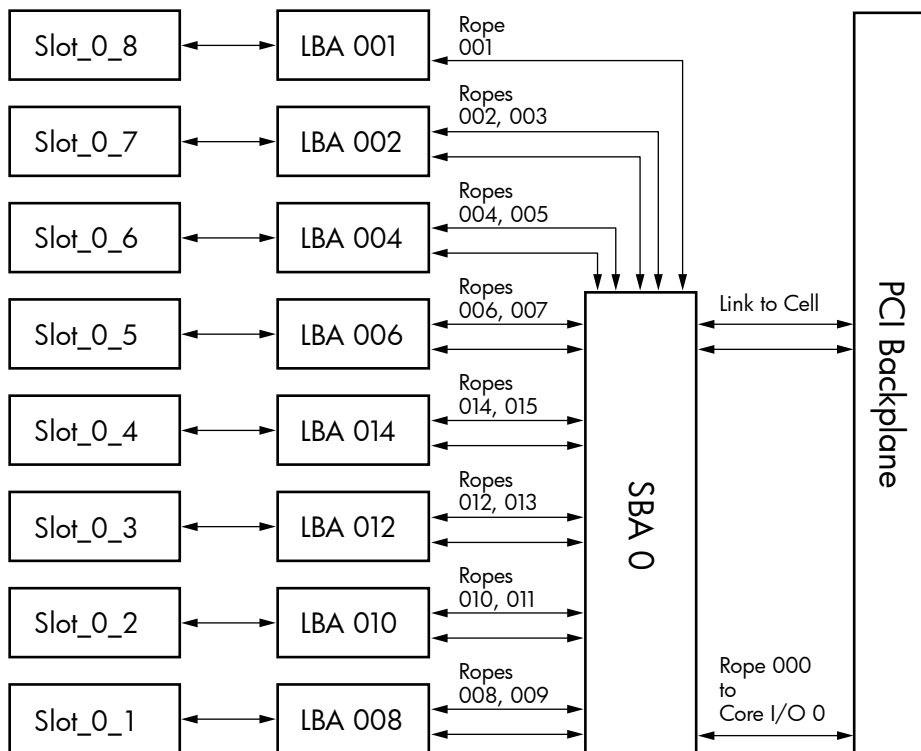 Slot_0_8
LBA 001
Rope
001
Slot_0_7
LBA 002
Ropes
002, 003
Slot_0_6
LBA 004
Ropes
004, 005
Slot_0_5
LBA 006
Ropes
006, 007
Link to Cell
Slot_0_4
LBA 014
Ropes
014, 015
Slot_0_3
LBA 012
Ropes
012, 013
Slot_0_2
LBA 010
Ropes
010, 011
Slot_0_1
LBA 008
Ropes
008, 009
SBA 0
Rope 000
to
Core I/O 0
PCI Backplane